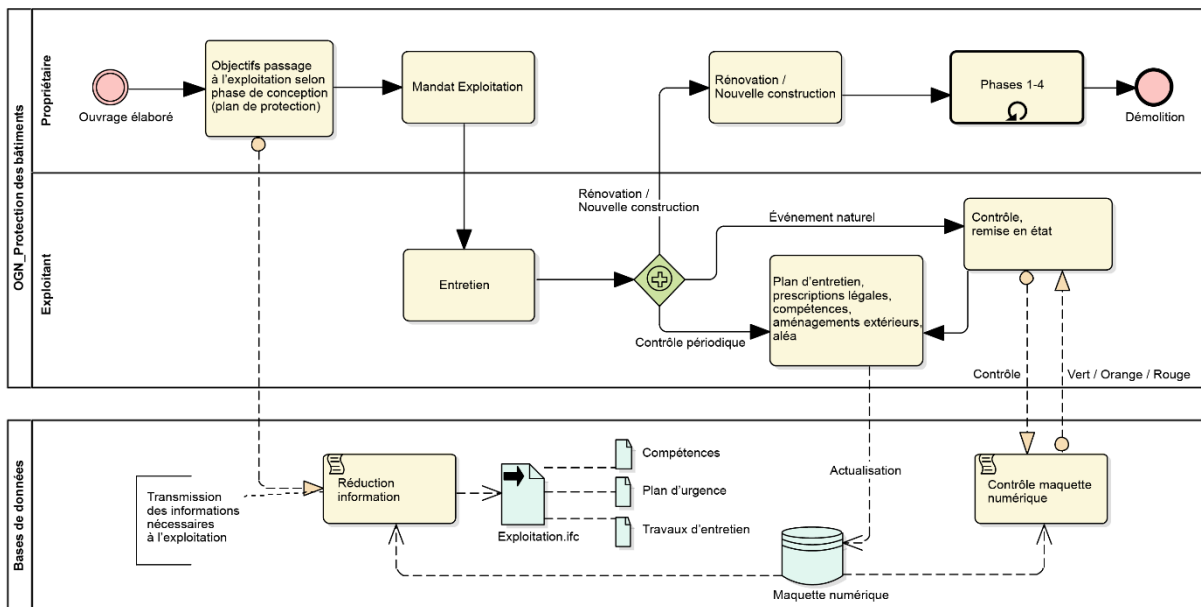 OGN_Protection des bâtiments
Propriétaire
Ouvrage élaboré
Objectifs passage
à l'exploitation selon
phase de conception
(plan de protection)
Mandat Exploitation
Rénovation /
Nouvelle construction
Phases 1-4
Démolition
Exploitant
Entretien
Rénovation /
Nouvelle construction
Événement naturel
Contrôle,
remise en état
Plan d'entretien,
prescriptions légales,
compétences,
aménagements extérieurs,
aléa
Contrôle périodique
Contrôle
Vert / Orange / Rouge
Bases de données
Transmission
des informations
nécessaires
à l'exploitation
Réduction
information
Exploitation.ifc
Compétences
Plan d'urgence
Travaux d'entretien
Actualisation
Maquette numérique
Contrôle maquette
numérique